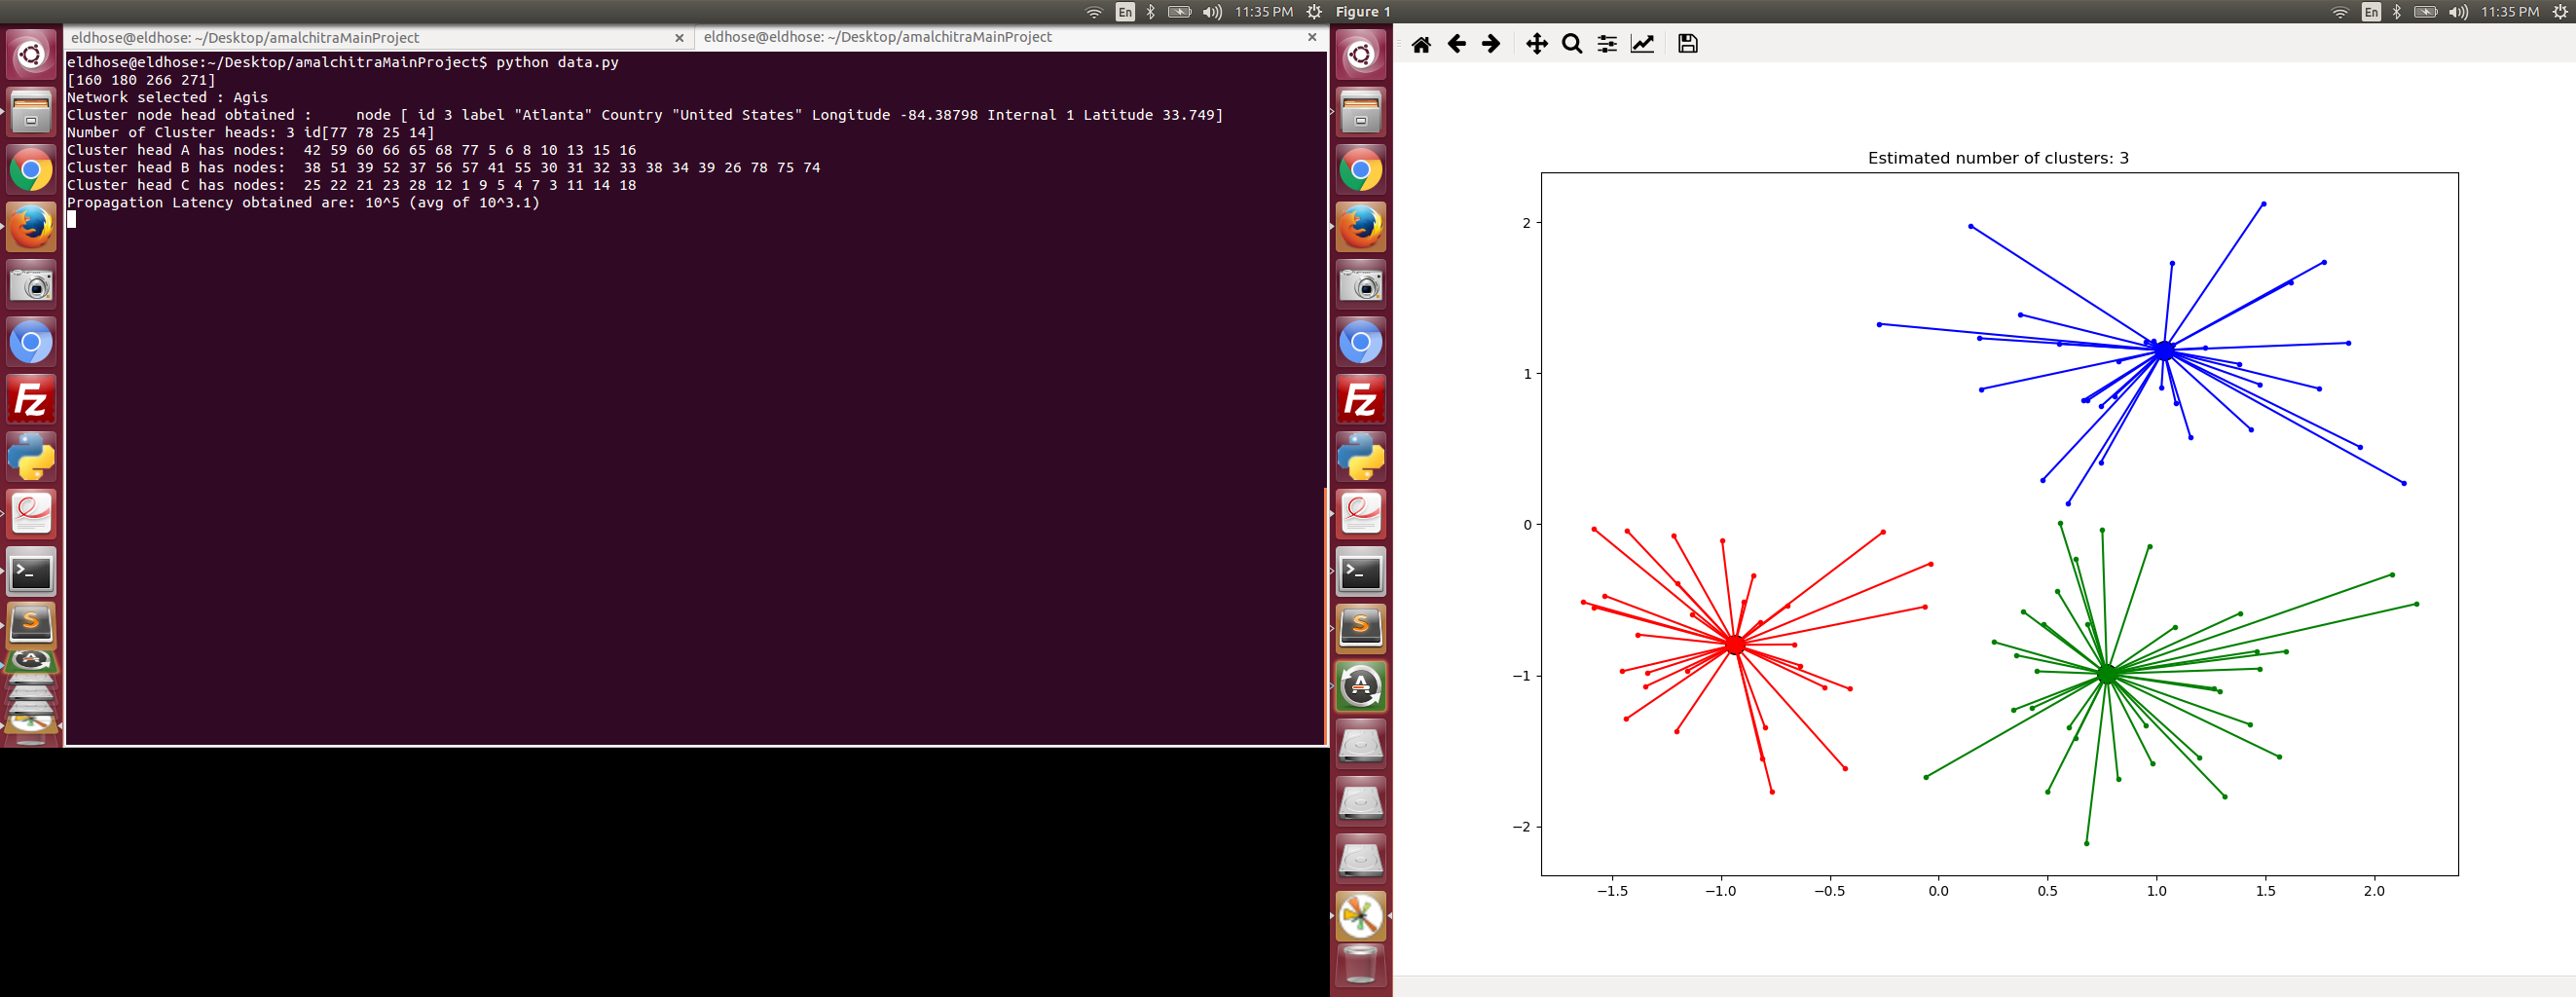 En 11:35 PM Figure 1 En 11:35 PM
eldhose@eldhose: ~/Desktop/amalchitraMainProject
eldhose@eldhose: ~/Desktop/amalchitraMainProject
eldhose@eldhose:~/Desktop/amalchitraMainProject$ python data.py
[160 180 266 271]
Network selected : Agis
Cluster node head obtained :     node [ id 3 label "Atlanta" Country "United States" Longitude -84.38798 Internal 1 Latitude 33.749]
Number of Cluster heads: 3 id[77 78 25 14]
Cluster head A has nodes:  42 59 60 66 65 68 77 5 6 8 10 13 15 16
Cluster head B has nodes:  38 51 39 52 37 56 57 41 55 30 31 32 33 38 34 39 26 78 75 74
Cluster head C has nodes:  25 22 21 23 28 12 1 9 5 4 7 3 11 14 18
Propagation Latency obtained are: 10^5 (avg of 10^3.1)
Fz
>_
S
A
Fz
>_
S
A
Estimated number of clusters: 3
2
1
0
−1
−2
−1.5 −1.0 −0.5 0.0 0.5 1.0 1.5 2.0